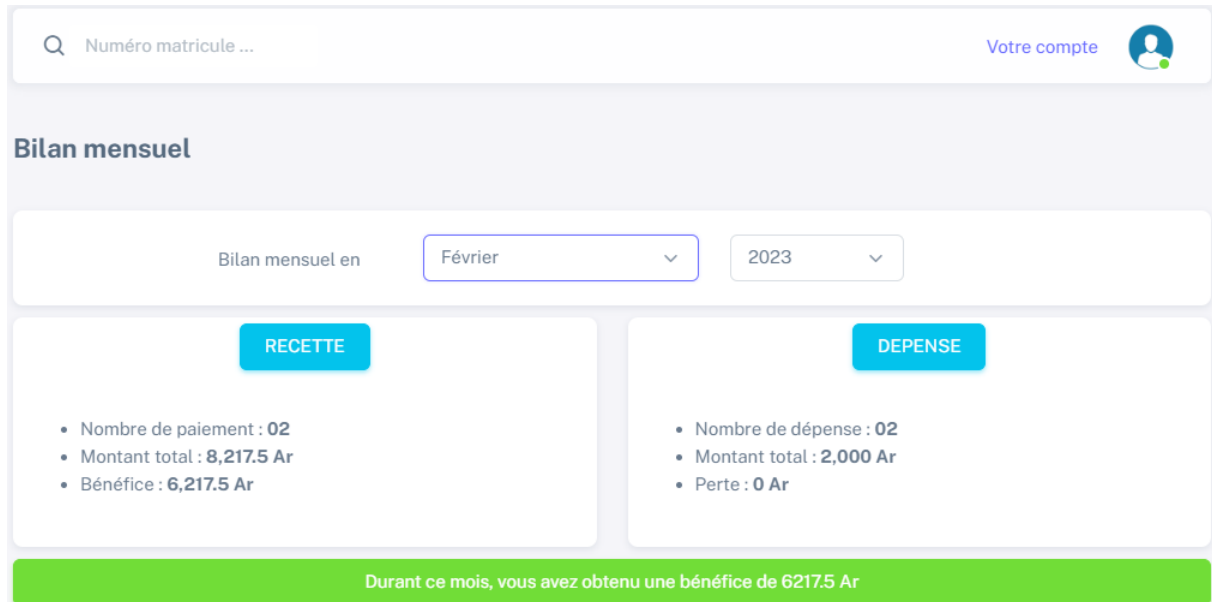 Numéro matricule ...
Votre compte
Bilan mensuel
Bilan mensuel en
Février
2023
RECETTE
DEPENSE
Nombre de paiement : 02
Montant total : 8,217.5 Ar
Bénéfice : 6,217.5 Ar
Nombre de dépense : 02
Montant total : 2,000 Ar
Perte : 0 Ar
Durant ce mois, vous avez obtenu une bénéfice de 6217.5 Ar